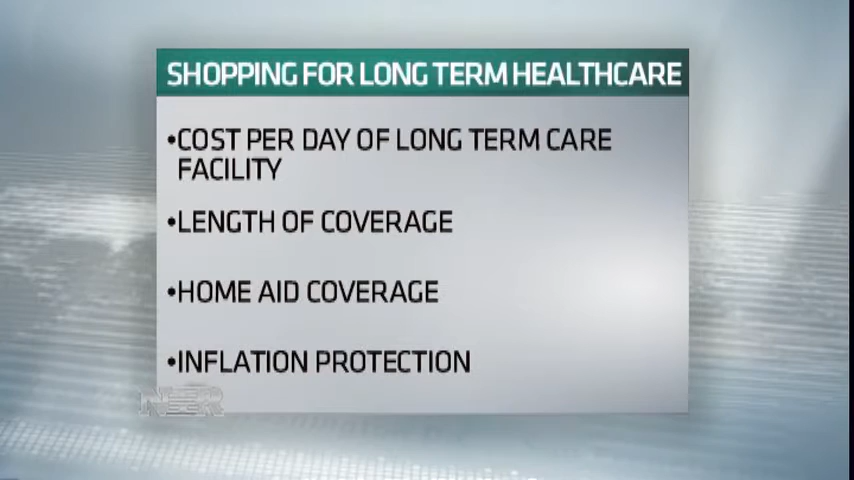 SHOPPING FOR LONG TERM HEALTHCARE
•COST PER DAY OF LONG TERM CARE
FACILITY
•LENGTH OF COVERAGE
•HOME AID COVERAGE
•INFLATION PROTECTION